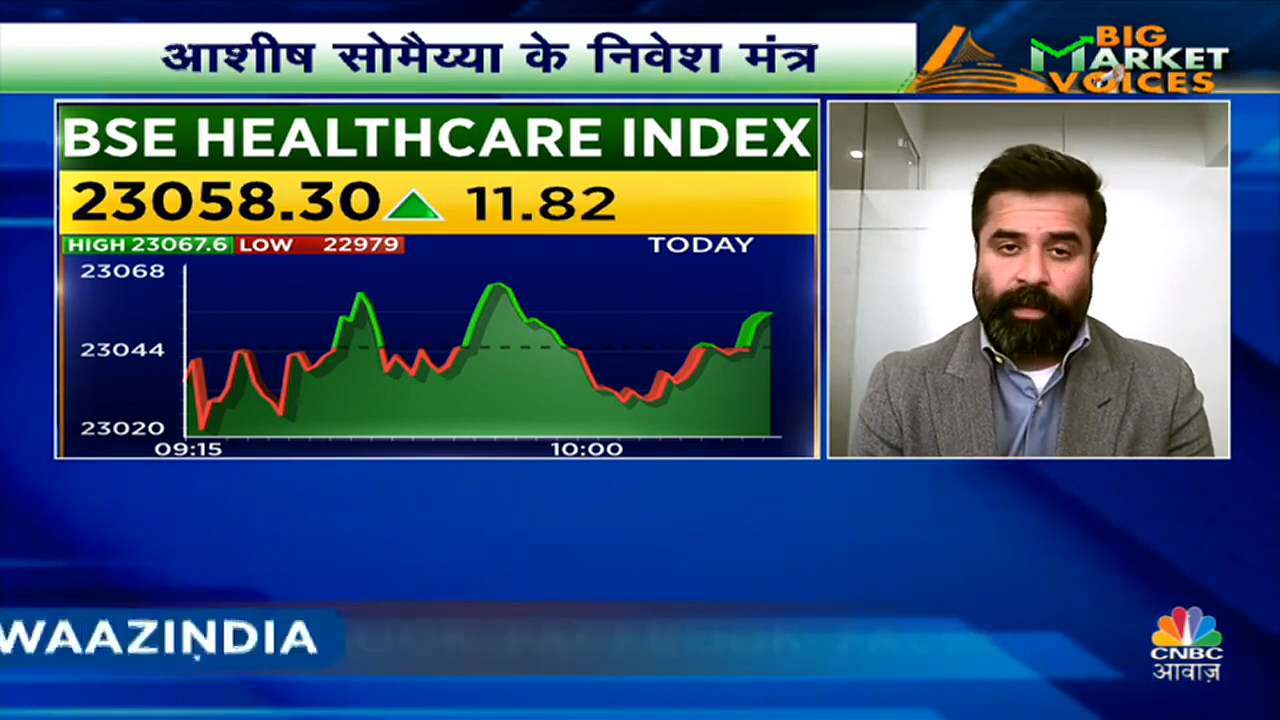 आशीष सोमैय्या के निवेश मंत्र
BIG
MARKET
VOICES
BSE HEALTHCARE INDEX
23058.30 11.82
HIGH 23067.6 LOW 22979 TODAY
23068
23044
23020
09:15 10:00
WAAZINDIA
CNBC
आवाज़